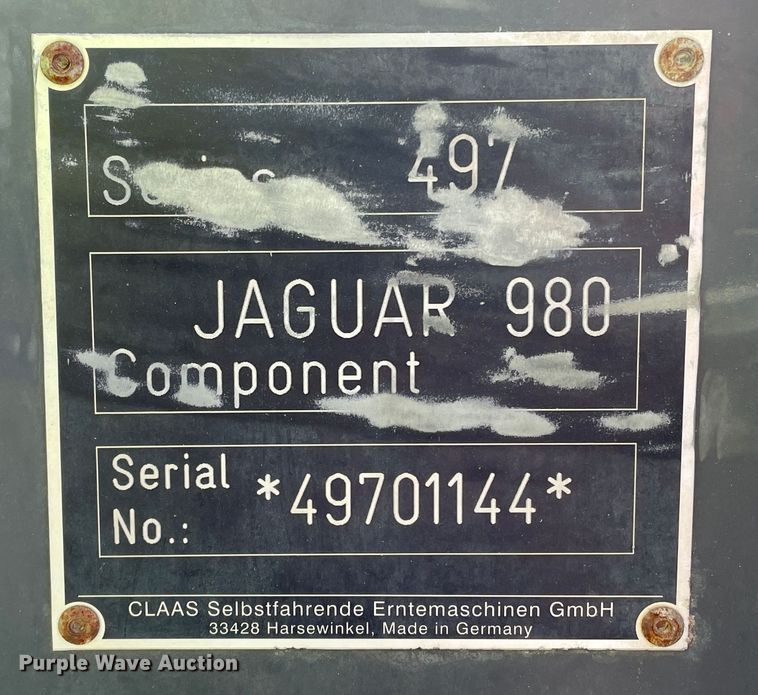 Series 497
JAGUAR 980
Component
Serial
No.: *49701144*
CLAAS Selbstfahrende Erntemaschinen GmbH
33428 Harsewinkel, Made in Germany
Purple Wave Auction